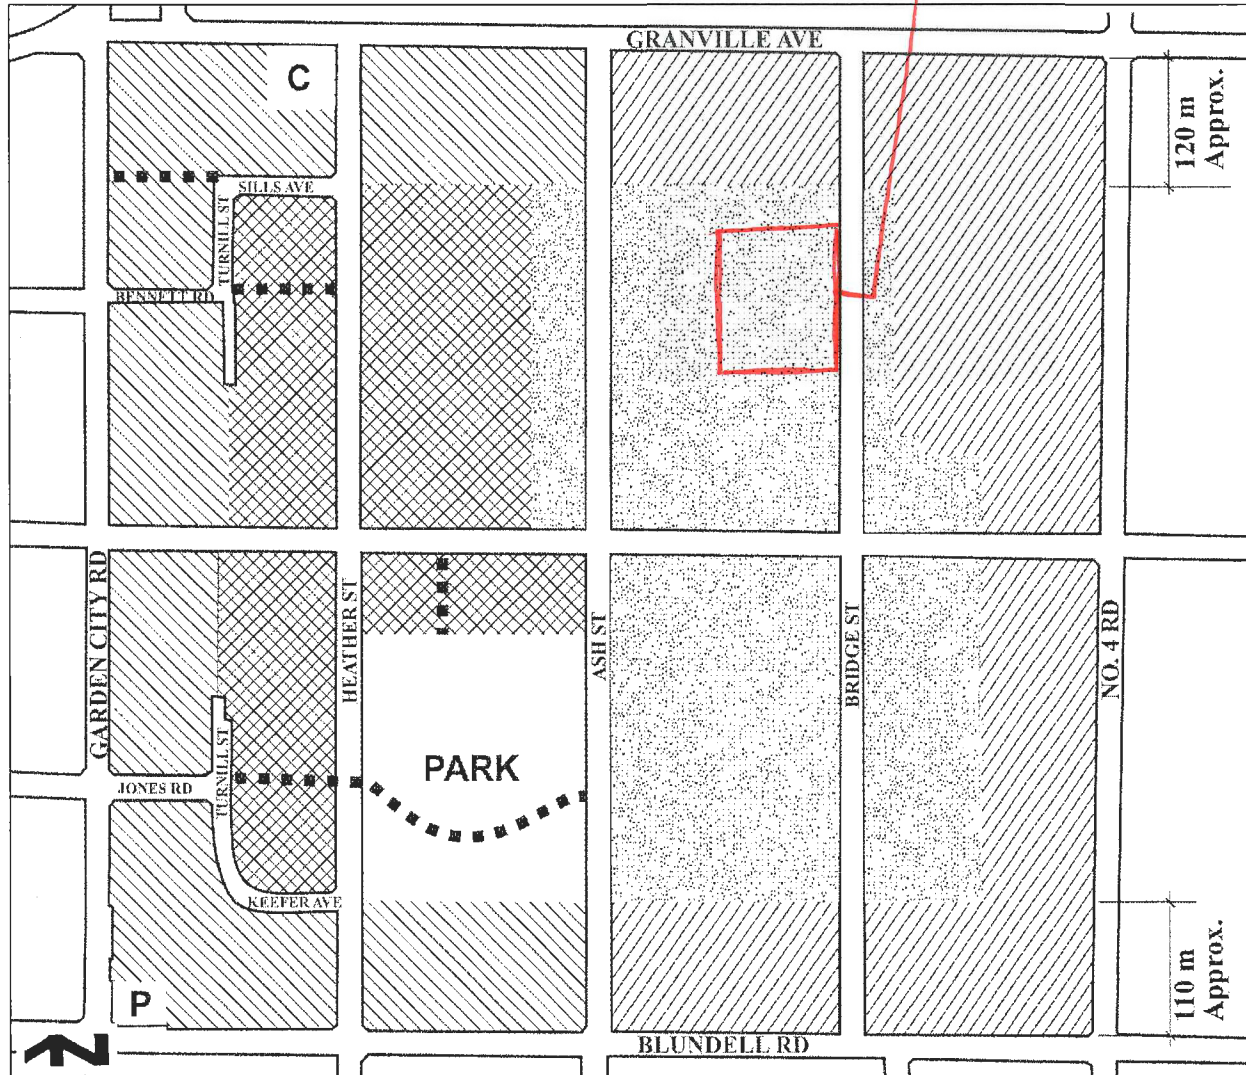 GRANVILLE AVE
C
120 m
Approx.
SILLS AVE
TURNILL ST
BENNETT RD
GARDEN CITY RD
HEATHER ST
ASH ST
BRIDGE ST
NO. 4 RD
PARK
JONES RD
TURNILL ST
KEEFER AVE
110 m
Approx.
P
N
BLUNDELL RD